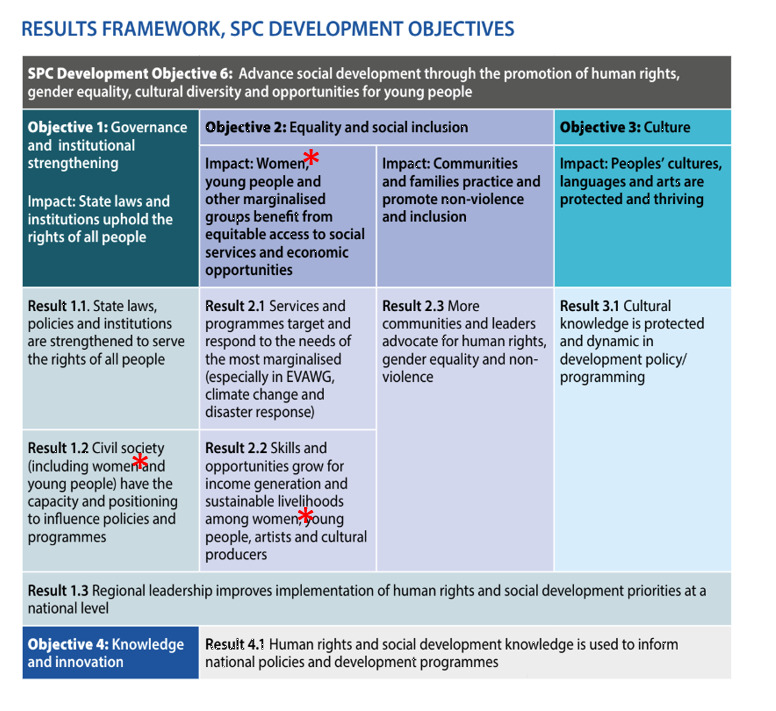 RESULTS FRAMEWORK, SPC DEVELOPMENT OBJECTIVES
SPC Development Objective 6: Advance social development through the promotion of human rights,
gender equality, cultural diversity and opportunities for young people
Objective 1: Governance
and institutional
strengthening
Impact: State laws and
institutions uphold the
rights of all people
Objective 2: Equality and social inclusion
Impact: Women,*
young people and
other marginalised
groups benefit from
equitable access to social
services and economic
opportunities
Impact: Communities
and families practice and
promote non-violence
and inclusion
Objective 3: Culture
Impact: Peoples' cultures,
languages and arts are
protected and thriving
Result 1.1. State laws,
policies and institutions
are strengthened to serve
the rights of all people
Result 2.1 Services and
programmes target and
respond to the needs of
the most marginalised
(especially in EVAWG,
climate change and
disaster response)
Result 2.3 More
communities and leaders
advocate for human rights,
gender equality and non-
violence
Result 3.1 Cultural
knowledge is protected
and dynamic in
development policy/
programming
Result 1.2 Civil society
(including women* and
young people) have the
capacity and positioning
to influence policies and
programmes
Result 2.2 Skills and
opportunities grow for
income generation and
sustainable livelihoods
among women,* young
people, artists and cultural
producers
Result 1.3 Regional leadership improves implementation of human rights and social development priorities at a
national level
Objective 4: Knowledge
and innovation
Result 4.1 Human rights and social development knowledge is used to inform
national policies and development programmes